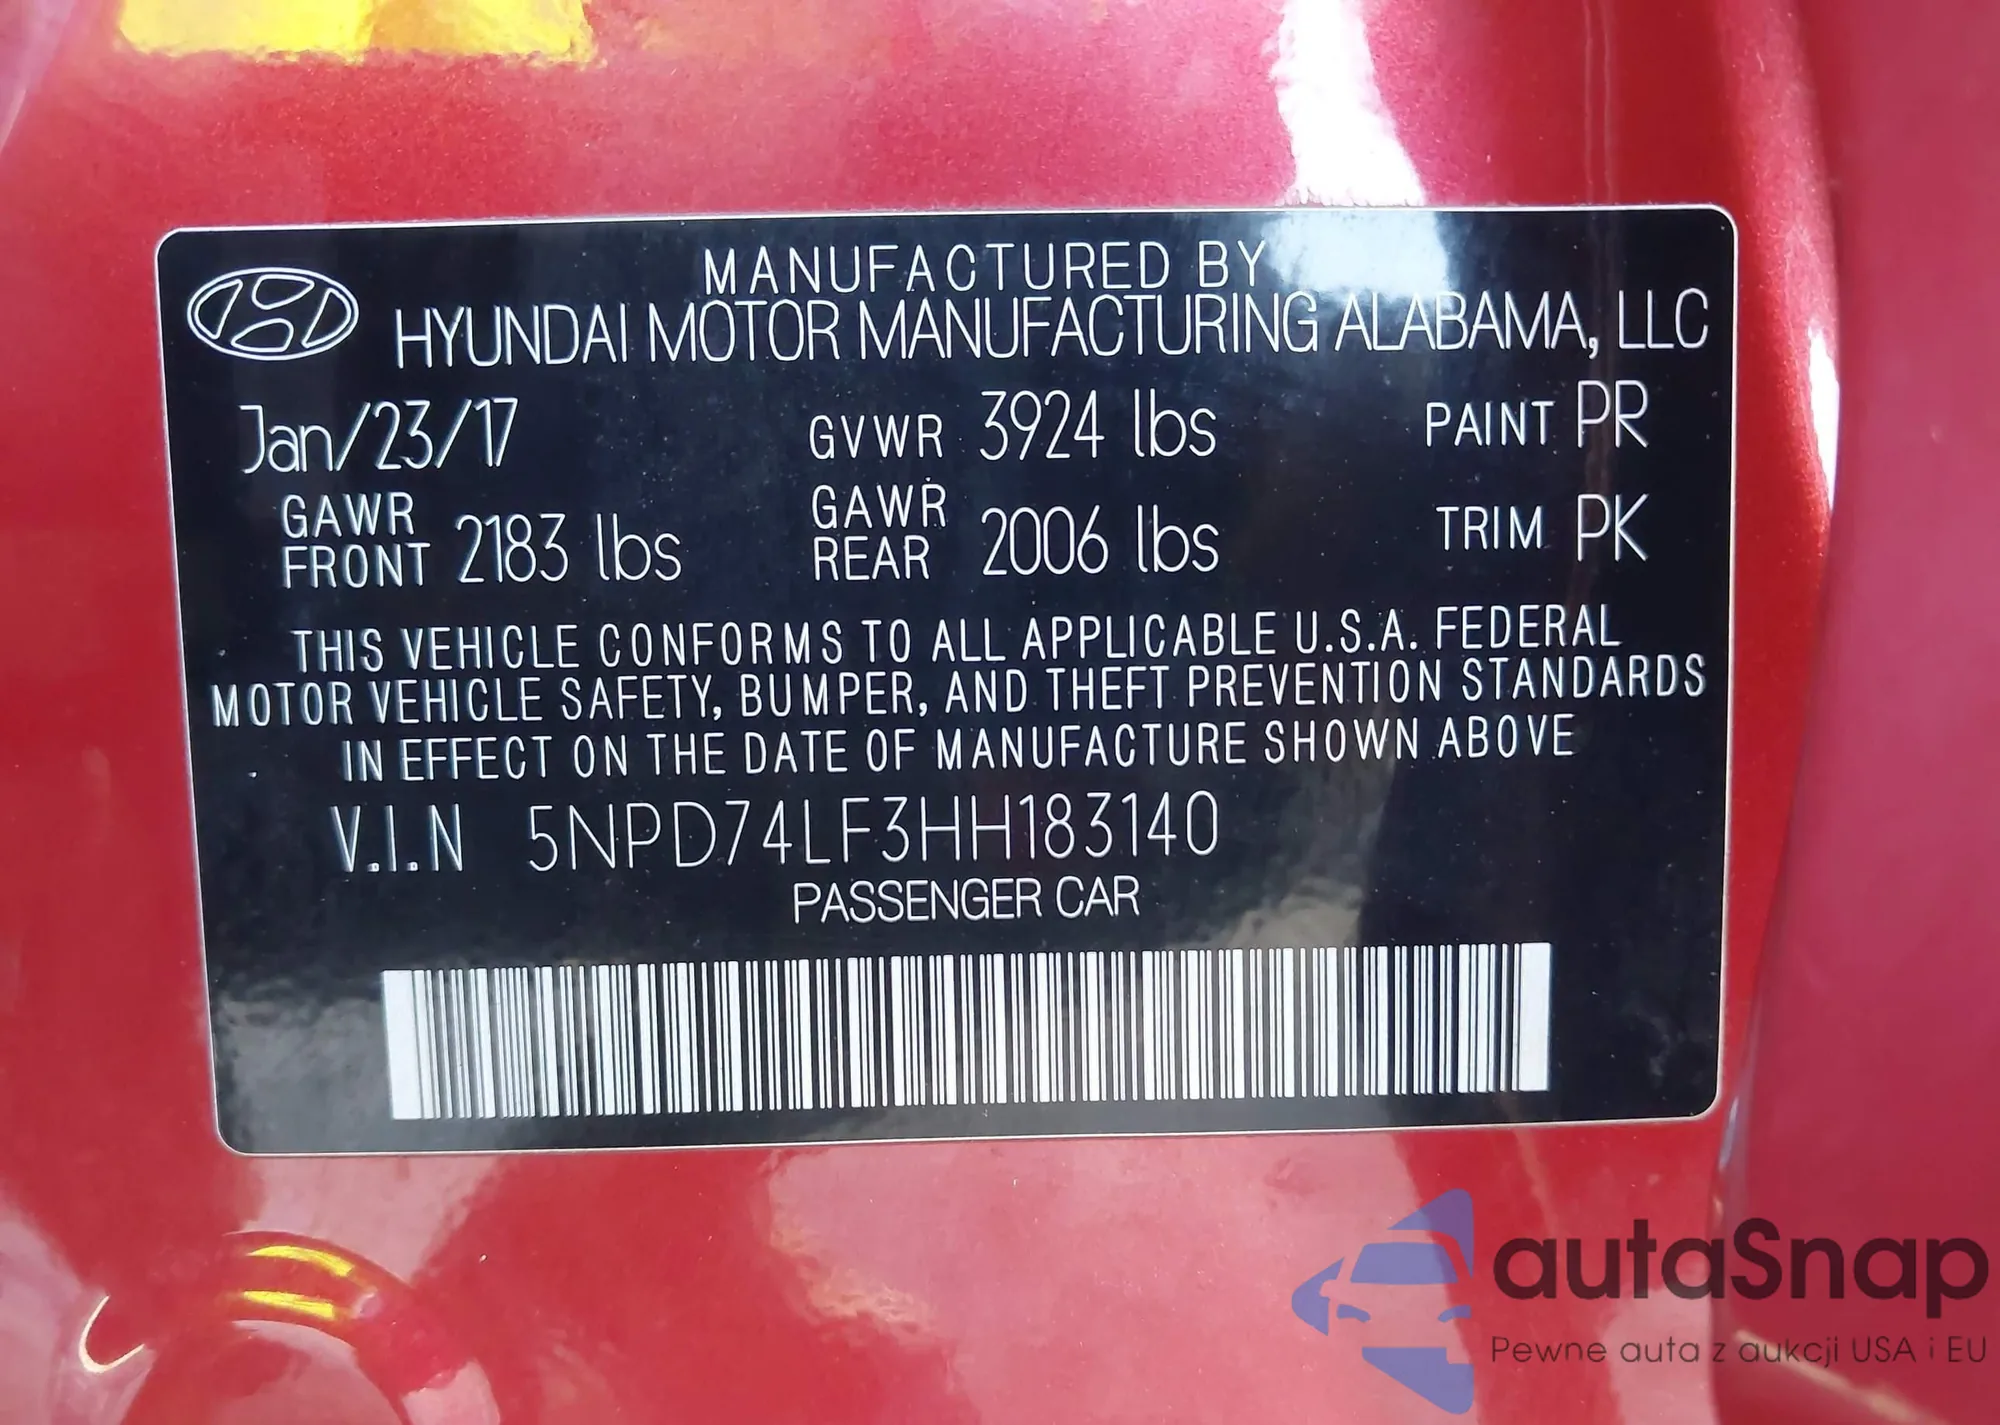 MANUFACTURED BY
HYUNDAI MOTOR MANUFACTURING ALABAMA, LLC
Jan/23/17 GVWR 3924 lbs PAINT PR
GAWR FRONT 2183 lbs GAWR REAR 2006 lbs TRIM PK
THIS VEHICLE CONFORMS TO ALL APPLICABLE U.S.A. FEDERAL
MOTOR VEHICLE SAFETY, BUMPER, AND THEFT PREVENTION STANDARDS
IN EFFECT ON THE DATE OF MANUFACTURE SHOWN ABOVE
V.I.N 5NPD74LF3HH183140
PASSENGER CAR
autaSnap
Pewne auta z aukcji USA i EU